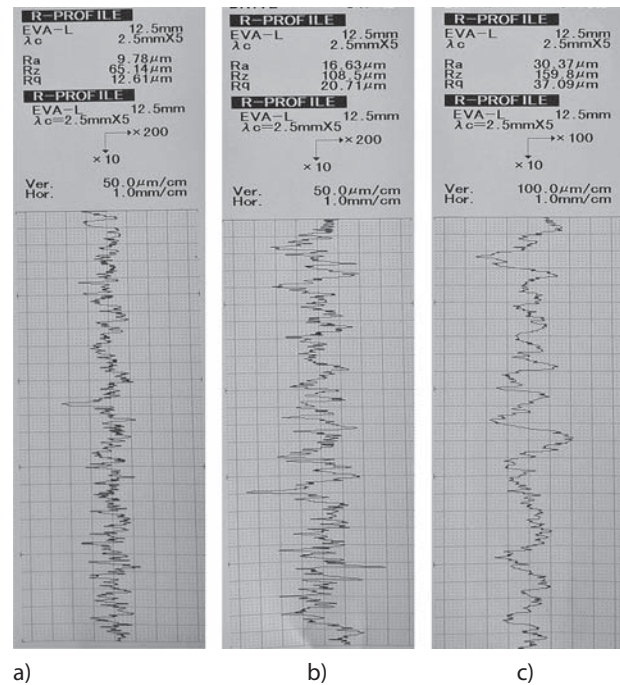 R-PROFILE
EVA-L 12.5mm
λc 2.5mmX5
Ra 9.78μm
Rz 65.14μm
Rq 12.61μm
R-PROFILE
EVA-L 12.5mm
λc=2.5mmX5
×200
×10
Ver. 50.0μm/cm
Hor. 1.0mm/cm
a)
R-PROFILE
EVA-L 12.5mm
λc 2.5mmX5
Ra 16.63μm
Rz 108.5μm
Rq 20.71μm
R-PROFILE
EVA-L 12.5mm
λc=2.5mmX5
×200
×10
Ver. 50.0μm/cm
Hor. 1.0mm/cm
b)
R-PROFILE
EVA-L 12.5mm
λc 2.5mmX5
Ra 30.37μm
Rz 159.8μm
Rq 37.09μm
R-PROFILE
EVA-L 12.5mm
λc=2.5mmX5
×100
×10
Ver. 100.0μm/cm
Hor. 1.0mm/cm
c)